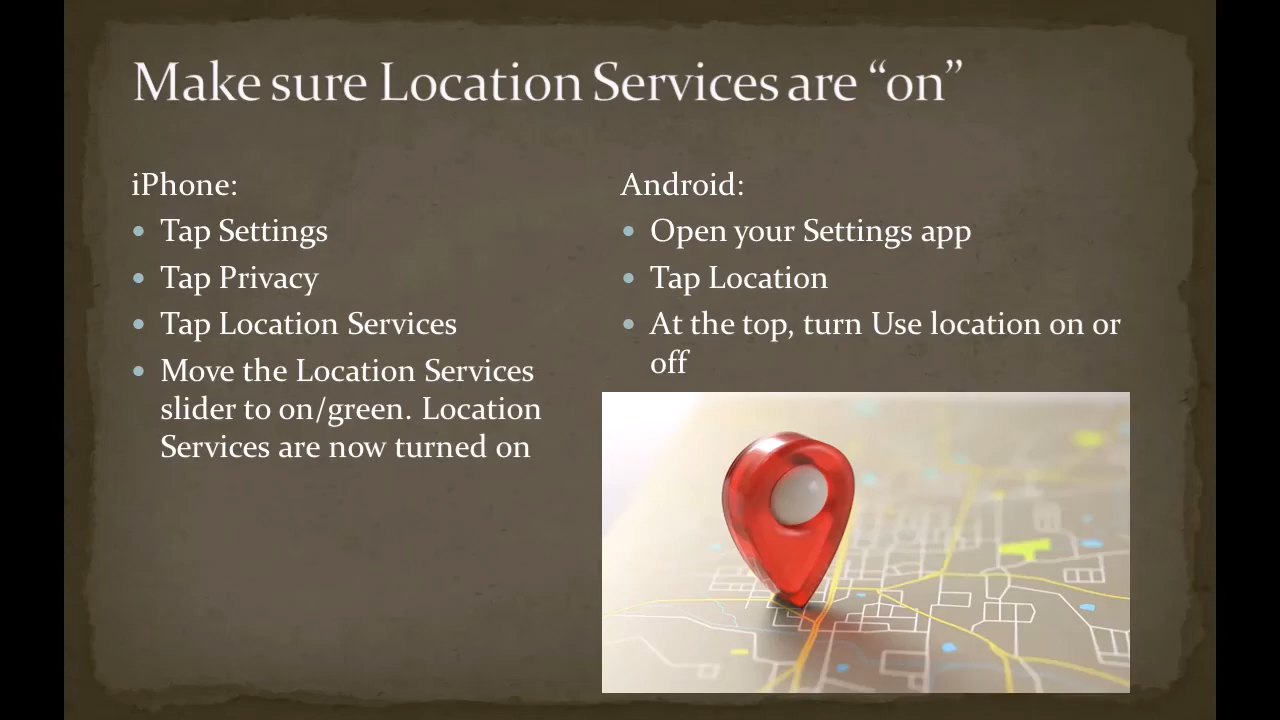 Make sure Location Services are “on”
iPhone:
• Tap Settings
• Tap Privacy
• Tap Location Services
• Move the Location Services
slider to on/green. Location
Services are now turned on
Android:
• Open your Settings app
• Tap Location
• At the top, turn Use location on or
off